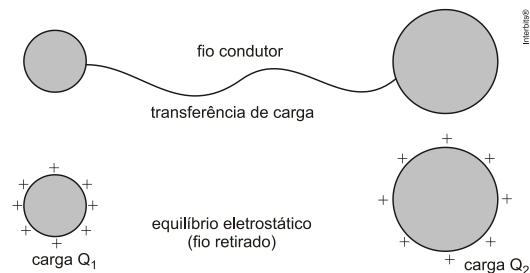 Interbits®
fio condutor
transferência de carga
+ + + + + + + +
+ + + + + + + +
equilíbrio eletrostático
(fio retirado)
carga Q₁
carga Q₂